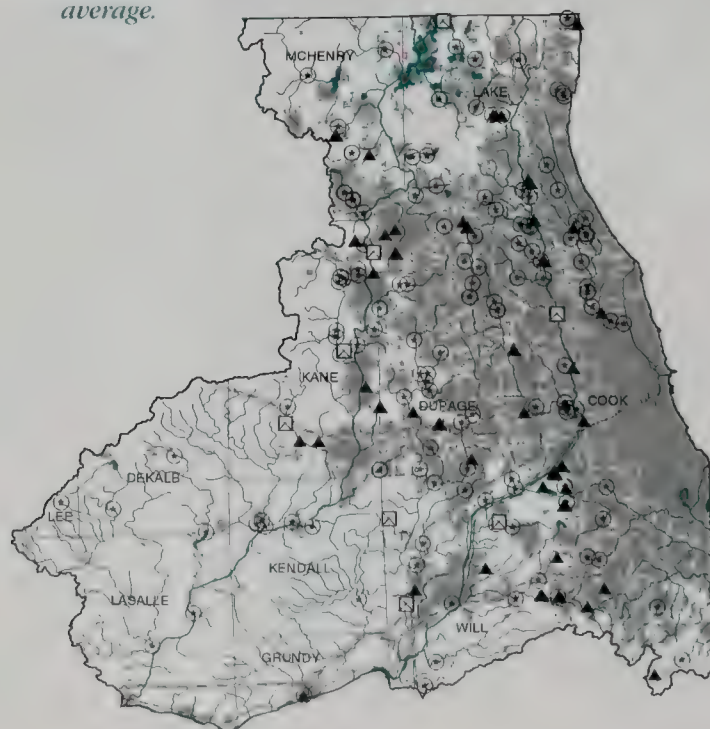 average.
MCHENRY
LAKE
KANE
DUPAGE
COOK
DEKALB
LEE
KENDALL
LASALLE
WILL
GRUNDY